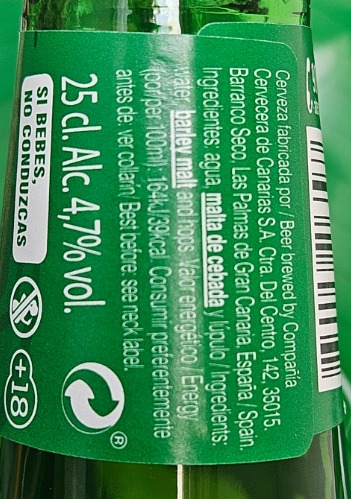 Cerveza fabricada por / Beer brewed by Compañía
Cervecera de Canarias S.A. Ctra. Del Centro, 142, 35015.
Barranco Seco, Las Palmas de Gran Canaria. España / Spain.
Ingredientes: agua, malta de cebada y lúpulo / Ingredients:
water, barley malt and hops. Valor energético / Energy
(por/per 100ml): 164kJ/39kcal. Consumir preferentemente
antes de: ver collarín/ Best before: see neck label.
25 cl. Alc. 4,7% vol.
SI BEBES,
NO CONDUZCAS
+18
®